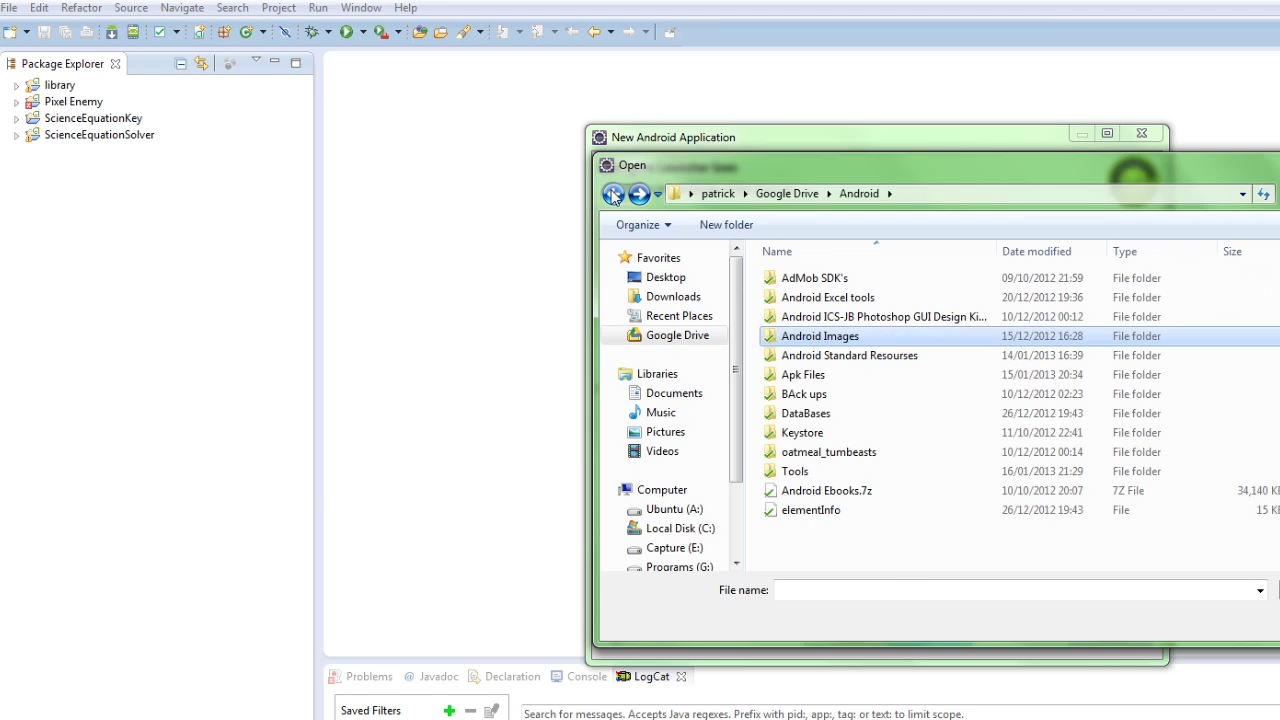 File Edit Refactor Source Navigate Search Project Run Window Help
Package Explorer
library
Pixel Enemy
ScienceEquationKey
ScienceEquationSolver
New Android Application
Open
patrick Google Drive Android
Organize New folder
Favorites
Desktop
Downloads
Recent Places
Google Drive
Libraries
Documents
Music
Pictures
Videos
Computer
Ubuntu (A:)
Local Disk (C:)
Capture (E:)
Programs (G:)
Name Date modified Type Size
AdMob SDK's 09/10/2012 21:59 File folder
Android Excel tools 20/12/2012 19:36 File folder
Android ICS-JB Photoshop GUI Design Ki... 10/12/2012 00:12 File folder
Android Images 15/12/2012 16:28 File folder
Android Standard Resourses 14/01/2013 16:39 File folder
Apk Files 15/01/2013 20:34 File folder
BAck ups 10/12/2012 02:23 File folder
DataBases 26/12/2012 19:43 File folder
Keystore 11/10/2012 22:41 File folder
oatmeal_tumbeasts 10/12/2012 00:14 File folder
Tools 16/01/2013 21:29 File folder
Android Ebooks.7z 10/10/2012 20:07 7Z File 34,140 KB
elementInfo 26/12/2012 19:43 File 15 KB
File name:
Problems @ Javadoc Declaration Console LogCat
Saved Filters
Search for messages. Accepts Java regexes. Prefix with pid:, app:, tag: or text: to limit scope.